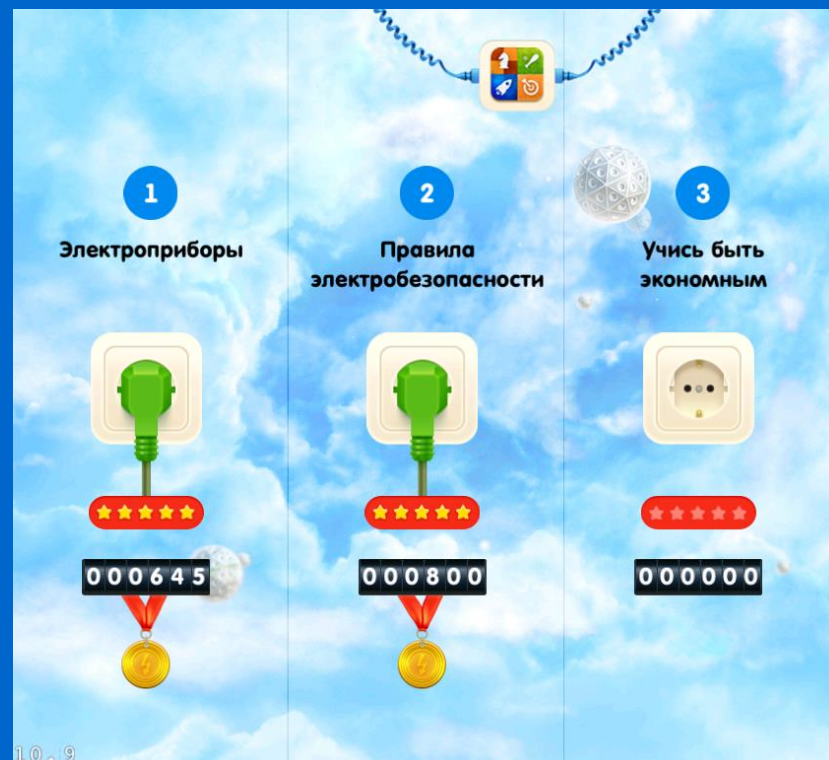 1
Электроприборы
000645
2
Правила
электробезопасности
000800
3
Учись быть
экономным
000000
10.9